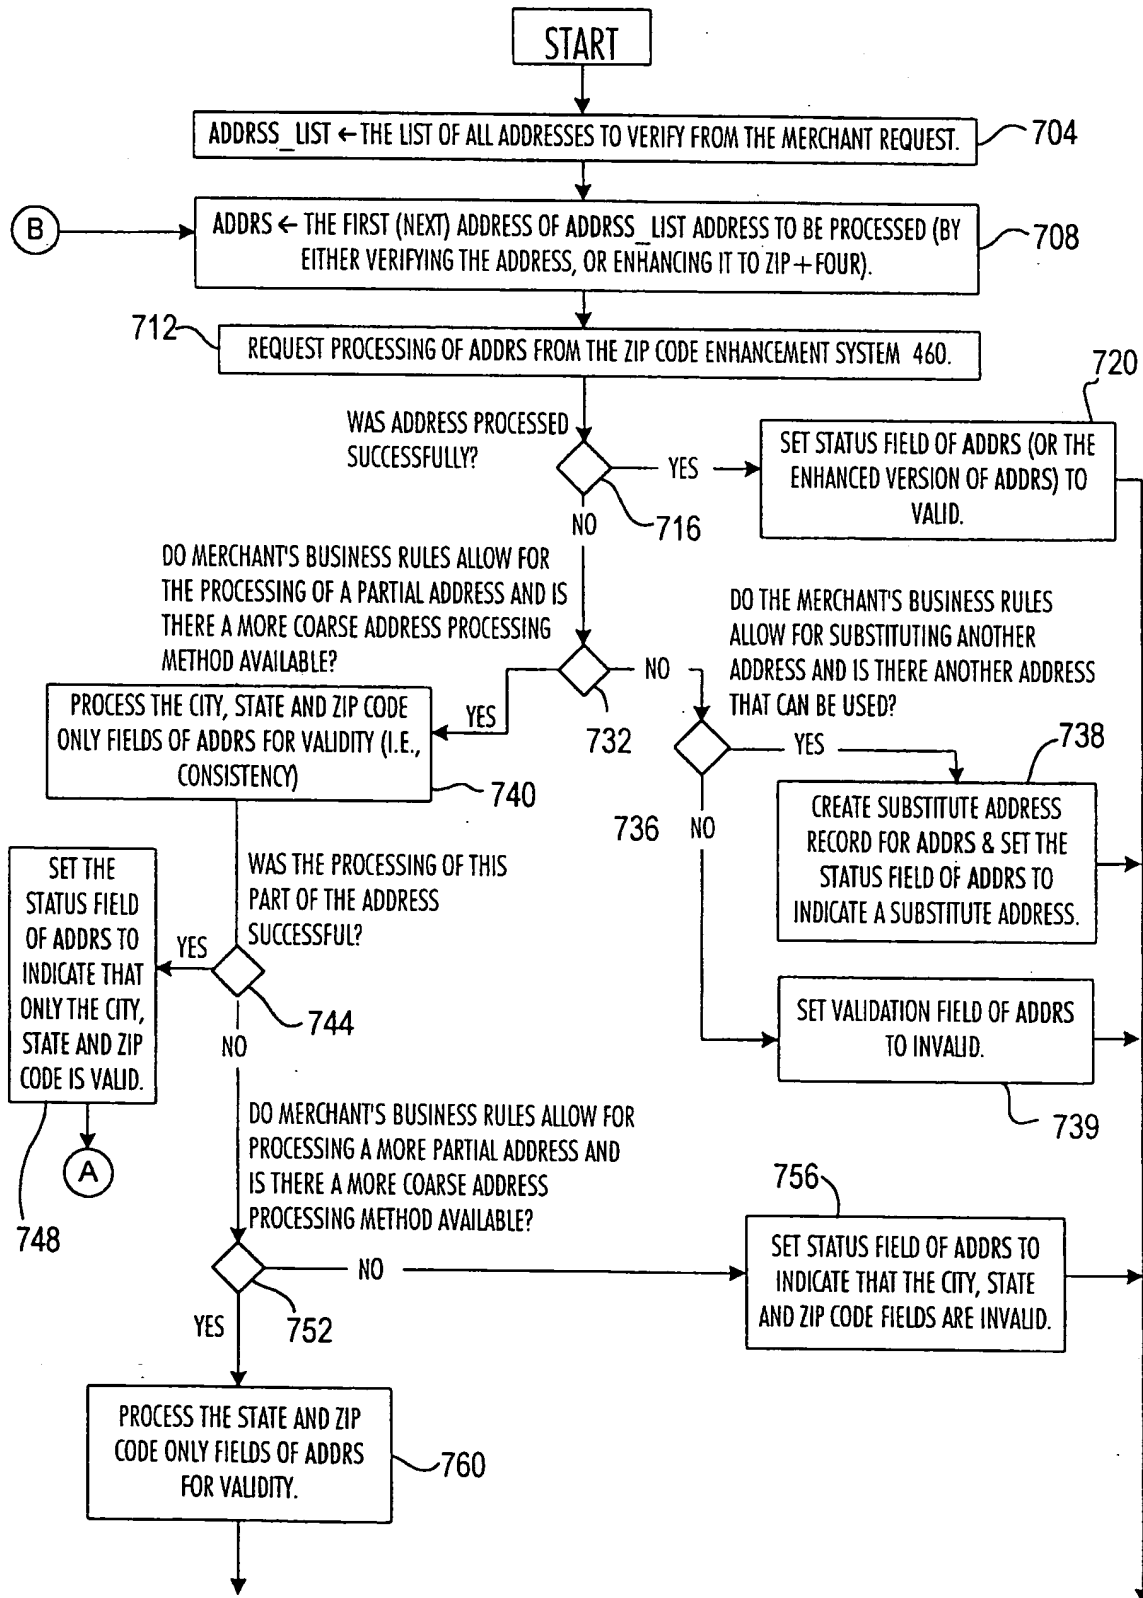 START
ADDRSS_LIST ← THE LIST OF ALL ADDRESSES TO VERIFY FROM THE MERCHANT REQUEST.
704
B
ADDRS ← THE FIRST (NEXT) ADDRESS OF ADDRSS_LIST ADDRESS TO BE PROCESSED (BY
EITHER VERIFYING THE ADDRESS, OR ENHANCING IT TO ZIP+FOUR).
708
712
REQUEST PROCESSING OF ADDRS FROM THE ZIP CODE ENHANCEMENT SYSTEM 460.
WAS ADDRESS PROCESSED
SUCCESSFULLY?
YES
NO
716
720
SET STATUS FIELD OF ADDRS (OR THE
ENHANCED VERSION OF ADDRS) TO
VALID.
DO MERCHANT'S BUSINESS RULES ALLOW FOR
THE PROCESSING OF A PARTIAL ADDRESS AND IS
THERE A MORE COARSE ADDRESS PROCESSING
METHOD AVAILABLE?
YES
NO
732
DO THE MERCHANT'S BUSINESS RULES
ALLOW FOR SUBSTITUTING ANOTHER
ADDRESS AND IS THERE ANOTHER ADDRESS
THAT CAN BE USED?
YES
736
NO
738
CREATE SUBSTITUTE ADDRESS
RECORD FOR ADDRS & SET THE
STATUS FIELD OF ADDRS TO
INDICATE A SUBSTITUTE ADDRESS.
SET VALIDATION FIELD OF ADDRS
TO INVALID.
739
PROCESS THE CITY, STATE AND ZIP CODE
ONLY FIELDS OF ADDRS FOR VALIDITY (I.E.,
CONSISTENCY)
740
WAS THE PROCESSING OF THIS
PART OF THE ADDRESS
SUCCESSFUL?
YES
744
NO
SET THE
STATUS FIELD
OF ADDRS TO
INDICATE THAT
ONLY THE CITY,
STATE AND ZIP
CODE IS VALID.
748
A
DO MERCHANT'S BUSINESS RULES ALLOW FOR
PROCESSING A MORE PARTIAL ADDRESS AND
IS THERE A MORE COARSE ADDRESS
PROCESSING METHOD AVAILABLE?
NO
752
YES
756
SET STATUS FIELD OF ADDRS TO
INDICATE THAT THE CITY, STATE
AND ZIP CODE FIELDS ARE INVALID.
PROCESS THE STATE AND ZIP
CODE ONLY FIELDS OF ADDRS
FOR VALIDITY.
760